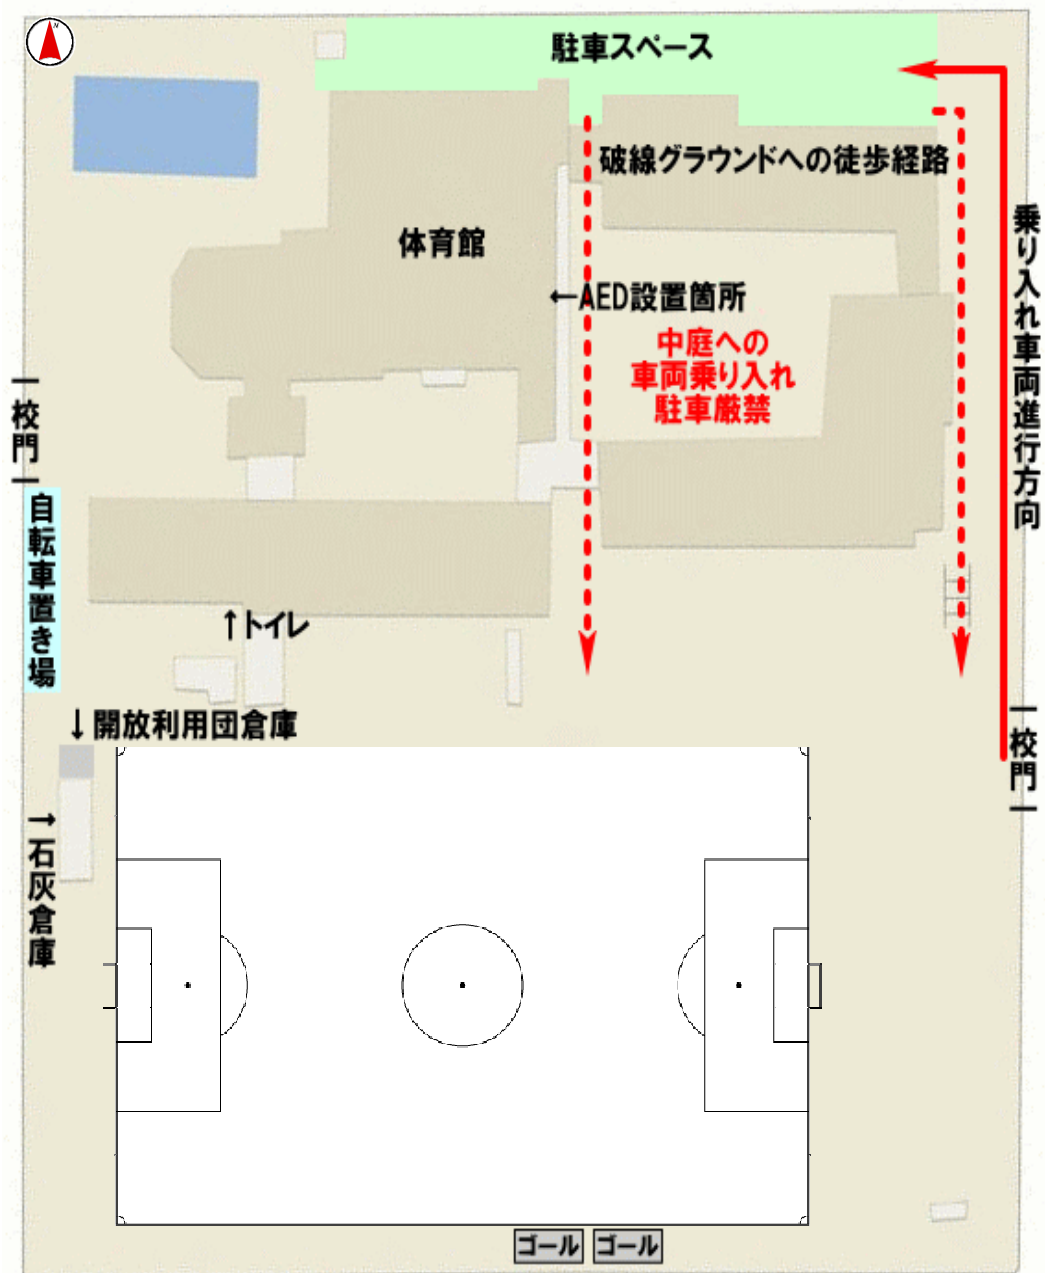 N
駐車スペース
破線グラウンドへの徒歩経路
体育館
←AED設置箇所
中庭への
車両乗り入れ
駐車厳禁
乗り入れ車両進行方向
校門
自転車置き場
↑トイレ
↓開放利用団倉庫
校門
→石灰倉庫
ゴール
ゴール